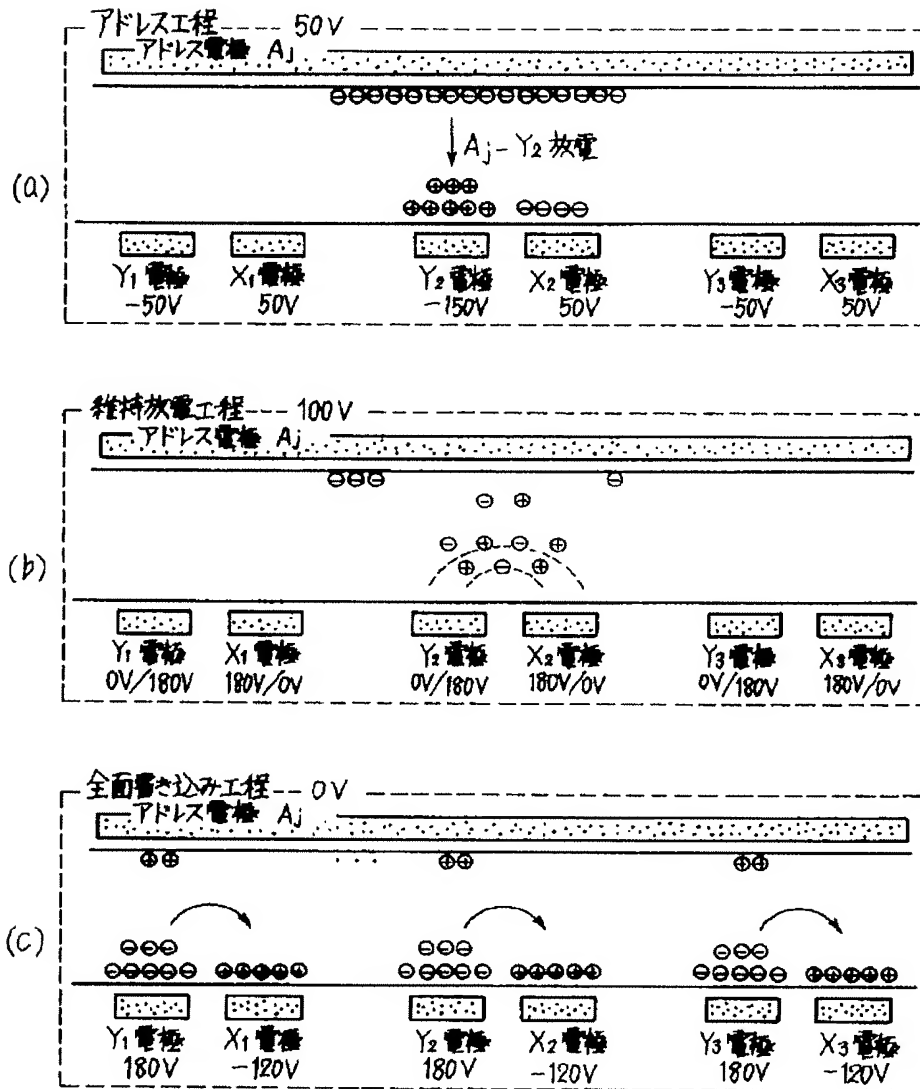 アドレス工程 50V
アドレス電極 Aj
(a)
Aj-Y2 放電
Y1 電極 X1 電極 Y2 電極 X2 電極 Y3 電極 X3 電極
-50V 50V -150V 50V -50V 50V
維持放電工程 100V
アドレス電極 Aj
(b)
Y1 電極 X1 電極 Y2 電極 X2 電極 Y3 電極 X3 電極
0V/180V 180V/0V 0V/180V 180V/0V 0V/180V 180V/0V
全面書き込み工程 0V
アドレス電極 Aj
(c)
Y1 電極 X1 電極 Y2 電極 X2 電極 Y3 電極 X3 電極
180V -120V 180V -120V 180V -120V